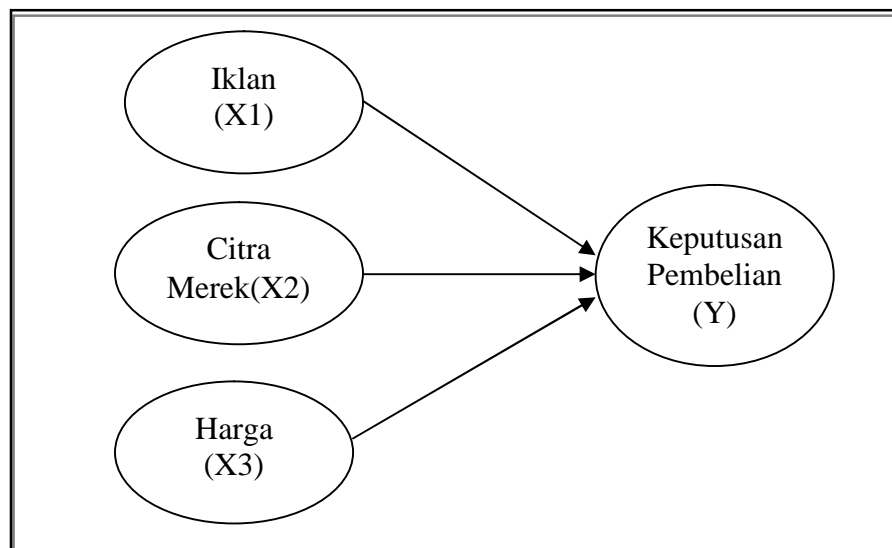 Iklan
(X1)
Citra
Merek(X2)
Harga
(X3)
Keputusan
Pembelian
(Y)